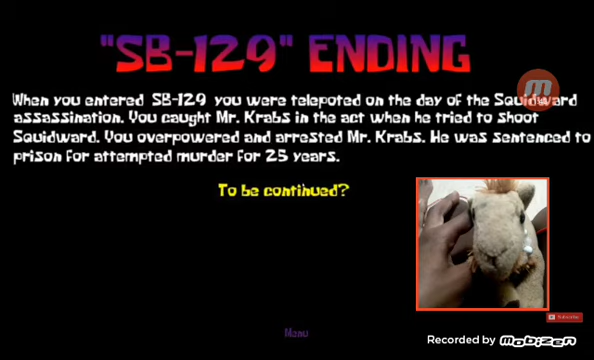 "SB-129" ENDING
When you entered SB-129 you were telepoted on the day of the Squidward
assassination. You caught Mr. Krabs in the act when he tried to shoot
Squidward. You overpowered and arrested Mr. Krabs. He was sentenced to
prison for attempted murder for 25 years.
To be continued?
Subscribe
Menu
Recorded by mobizen